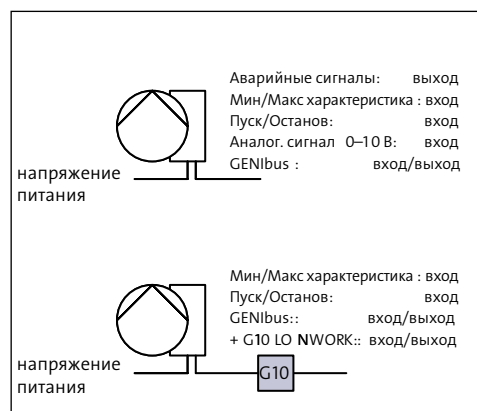 Аварийные сигналы: выход
Мин/Макс характеристика : вход
Пуск/Останов: вход
Аналог. сигнал 0–10 В: вход
GENIbus : вход/выход
напряжение
питания
Мин/Макс характеристика : вход
Пуск/Останов: вход
GENIbus:: вход/выход
+ G10 LO NWORK:: вход/выход
напряжение
питания
G10